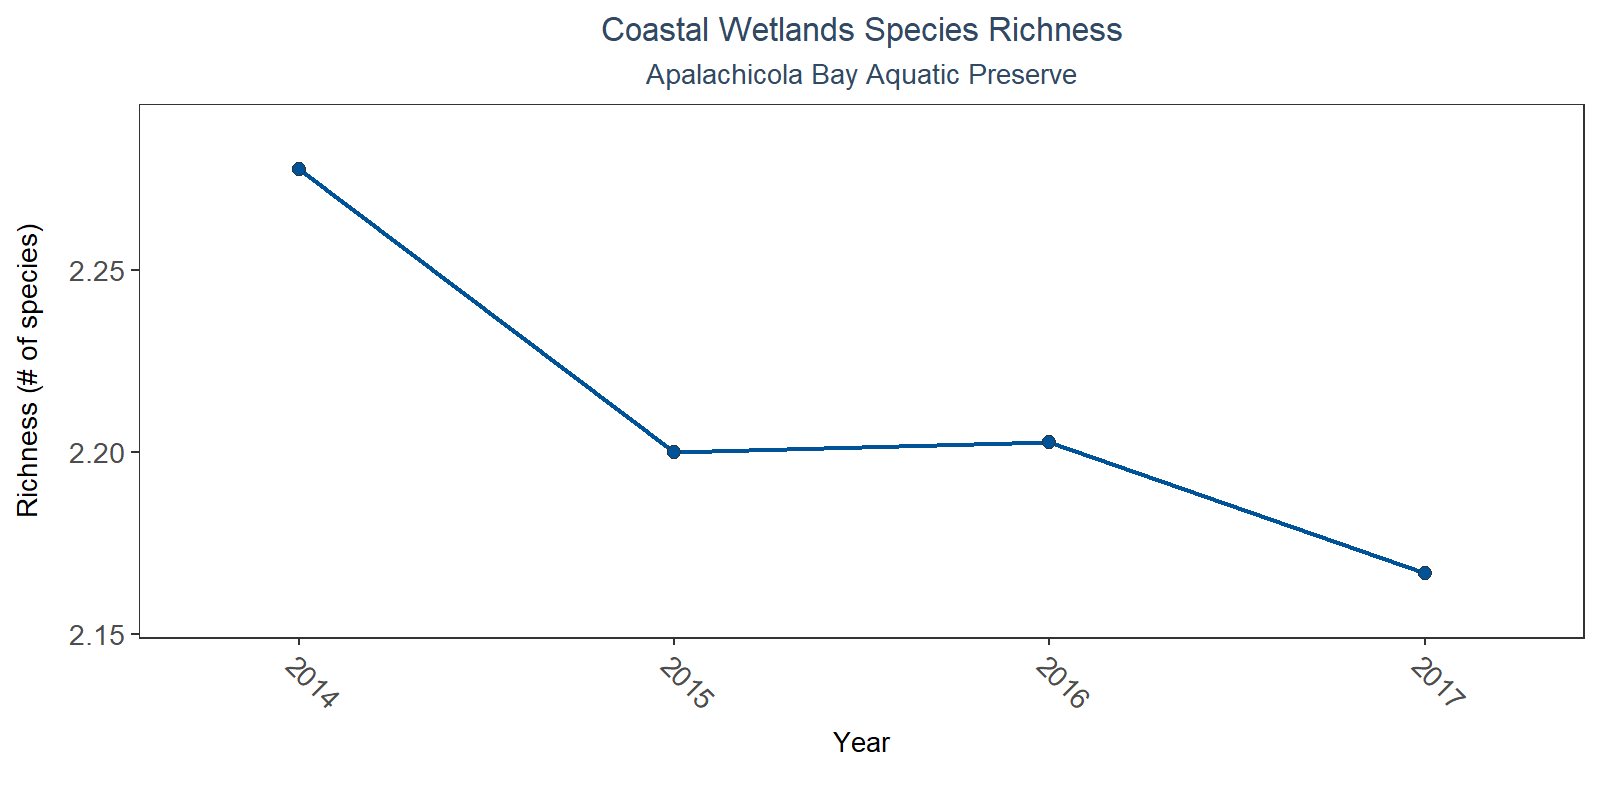 Coastal Wetlands Species Richness
Apalachicola Bay Aquatic Preserve
Richness (# of species)
2.25
2.20
2.15
2014
2015
2016
2017
Year